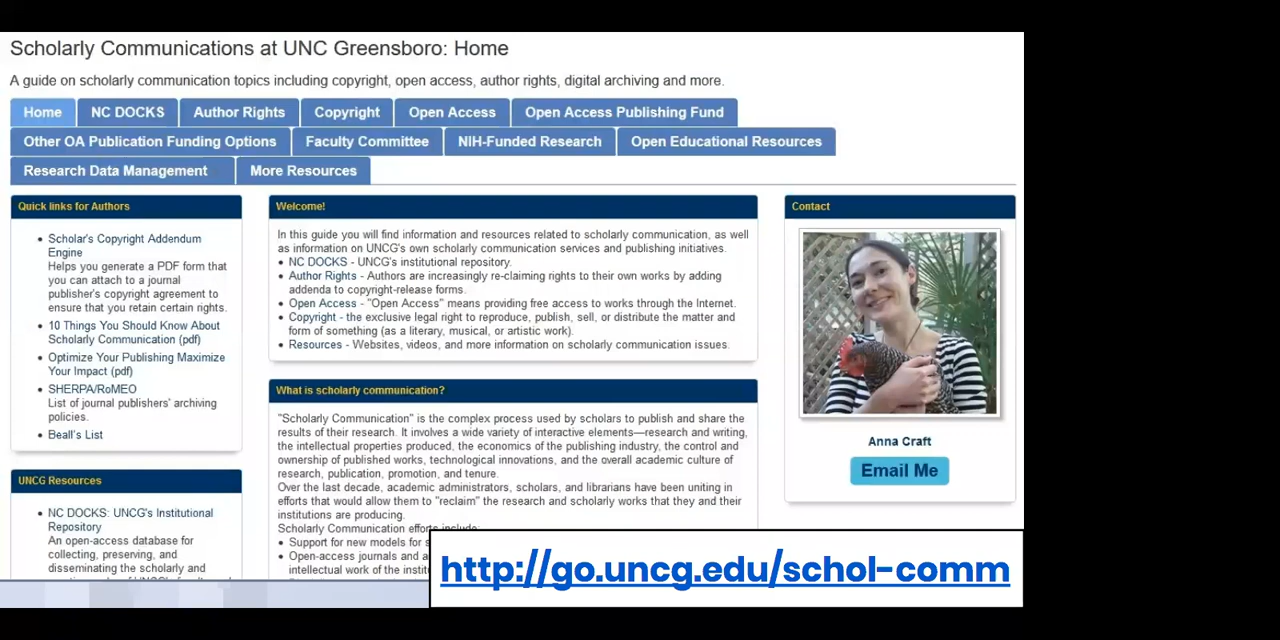 Scholarly Communications at UNC Greensboro: Home
A guide on scholarly communication topics including copyright, open access, author rights, digital archiving and more.
Home NC DOCKS Author Rights Copyright Open Access Open Access Publishing Fund
Other OA Publication Funding Options Faculty Committee NIH-Funded Research Open Educational Resources
Research Data Management More Resources
Quick links for Authors
• Scholar's Copyright Addendum
Engine
Helps you generate a PDF form that
you can attach to a journal
publisher's copyright agreement to
ensure that you retain certain rights.
• 10 Things You Should Know About
Scholarly Communication (pdf)
• Optimize Your Publishing Maximize
Your Impact (pdf)
• SHERPA/RoMEO
List of journal publishers' archiving
policies.
• Beall's List
UNCG Resources
• NC DOCKS: UNCG's Institutional
Repository
An open-access database for
collecting, preserving, and
disseminating the scholarly and
Welcome!
In this guide you will find information and resources related to scholarly communication, as well
as information on UNCG's own scholarly communication services and publishing initiatives.
• NC DOCKS - UNCG's institutional repository.
• Author Rights - Authors are increasingly re-claiming rights to their own works by adding
addenda to copyright-release forms.
• Open Access - "Open Access" means providing free access to works through the Internet.
• Copyright - the exclusive legal right to reproduce, publish, sell, or distribute the matter and
form of something (as a literary, musical, or artistic work).
• Resources - Websites, videos, and more information on scholarly communication issues.
What is scholarly communication?
"Scholarly Communication" is the complex process used by scholars to publish and share the
results of their research. It involves a wide variety of interactive elements—research and writing,
the intellectual properties produced, the economics of the publishing industry, the control and
ownership of published works, technological innovations, and the overall academic culture of
research, publication, promotion, and tenure.
Over the last decade, academic administrators, scholars, and librarians have been uniting in
efforts that would allow them to "reclaim" the research and scholarly works that they and their
institutions are producing.
Scholarly Communication efforts include:
• Support for new models for
• Open-access journals and
intellectual work of the
Contact
Anna Craft
Email Me
http://go.uncg.edu/schol-comm